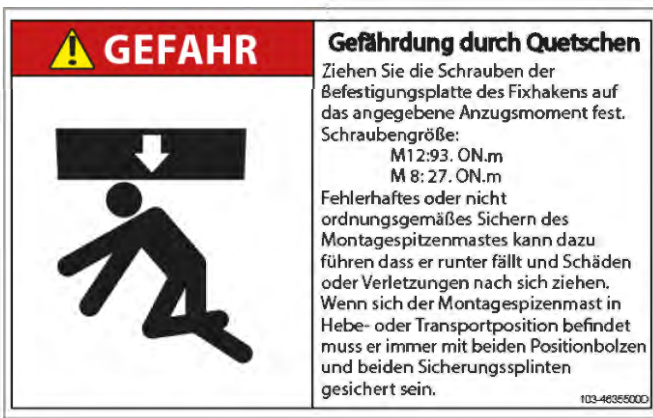 GEFAHR
Gefährdung durch Quetschen
Ziehen Sie die Schrauben der
Befestigungsplatte des Fixhakens auf
das angegebene Anzugsmoment fest.
Schraubengröße:
M12:93. ON.m
M 8: 27. ON.m
Fehlerhaftes oder nicht
ordnungsgemäßes Sichern des
Montagespitzenmastes kann dazu
führen dass er runter fällt und Schäden
oder Verletzungen nach sich ziehen.
Wenn sich der Montagespizenmast in
Hebe- oder Transportposition befindet
muss er immer mit beiden Positionbolzen
und beiden Sicherungssplinten
gesichert sein.
103-4635500D